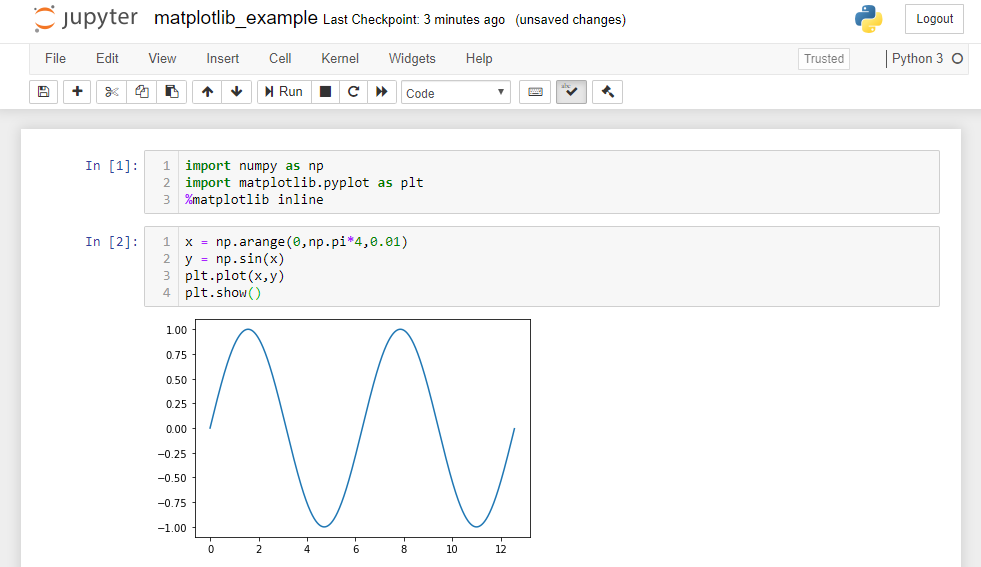 jupyter matplotlib_example Last Checkpoint: 3 minutes ago (unsaved changes) Logout
File Edit View Insert Cell Kernel Widgets Help Trusted Python 3
Run Code
In [1]:
1 import numpy as np
2 import matplotlib.pyplot as plt
3 %matplotlib inline
In [2]:
1 x = np.arange(0,np.pi*4,0.01)
2 y = np.sin(x)
3 plt.plot(x,y)
4 plt.show()
1.00
0.75
0.50
0.25
0.00
−0.25
−0.50
−0.75
−1.00
0 2 4 6 8 10 12